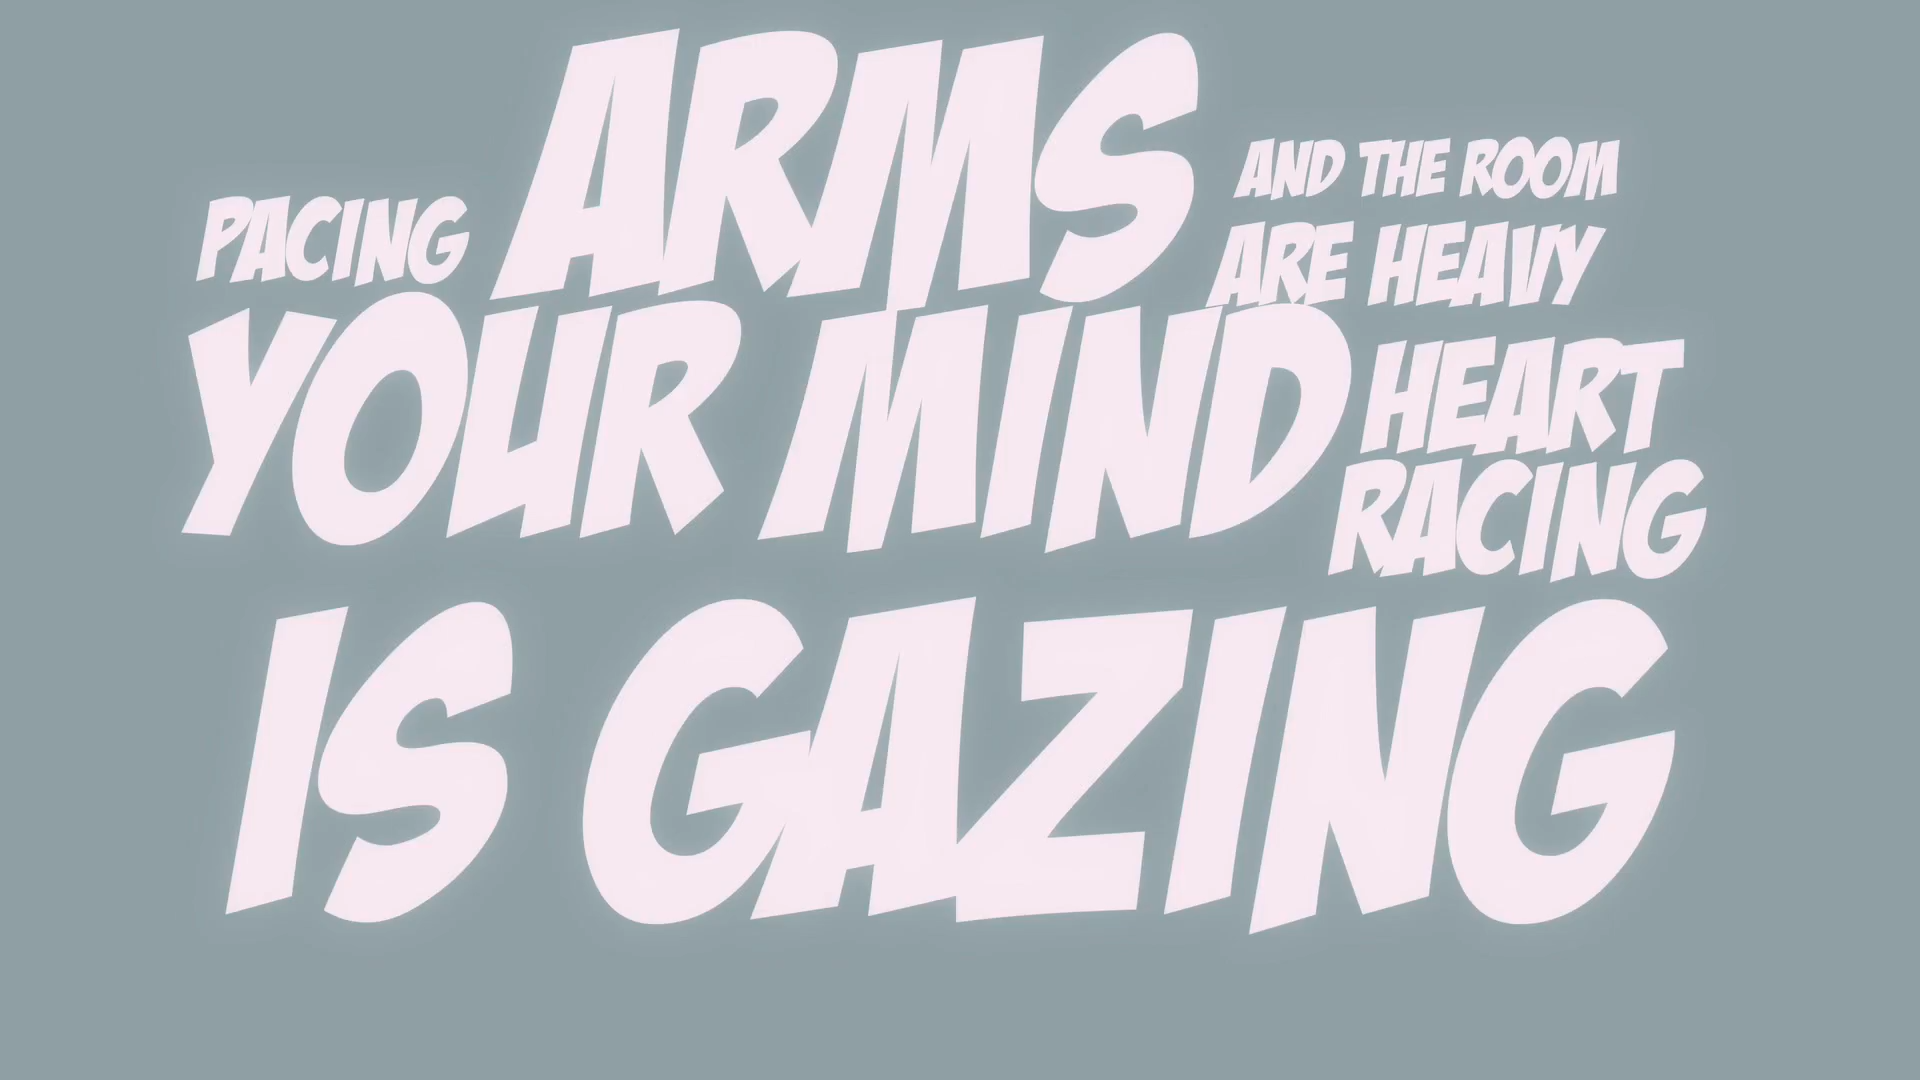 PACING ARMS AND THE ROOM
ARE HEAVY
YOUR MIND HEART
RACING
IS GAZING